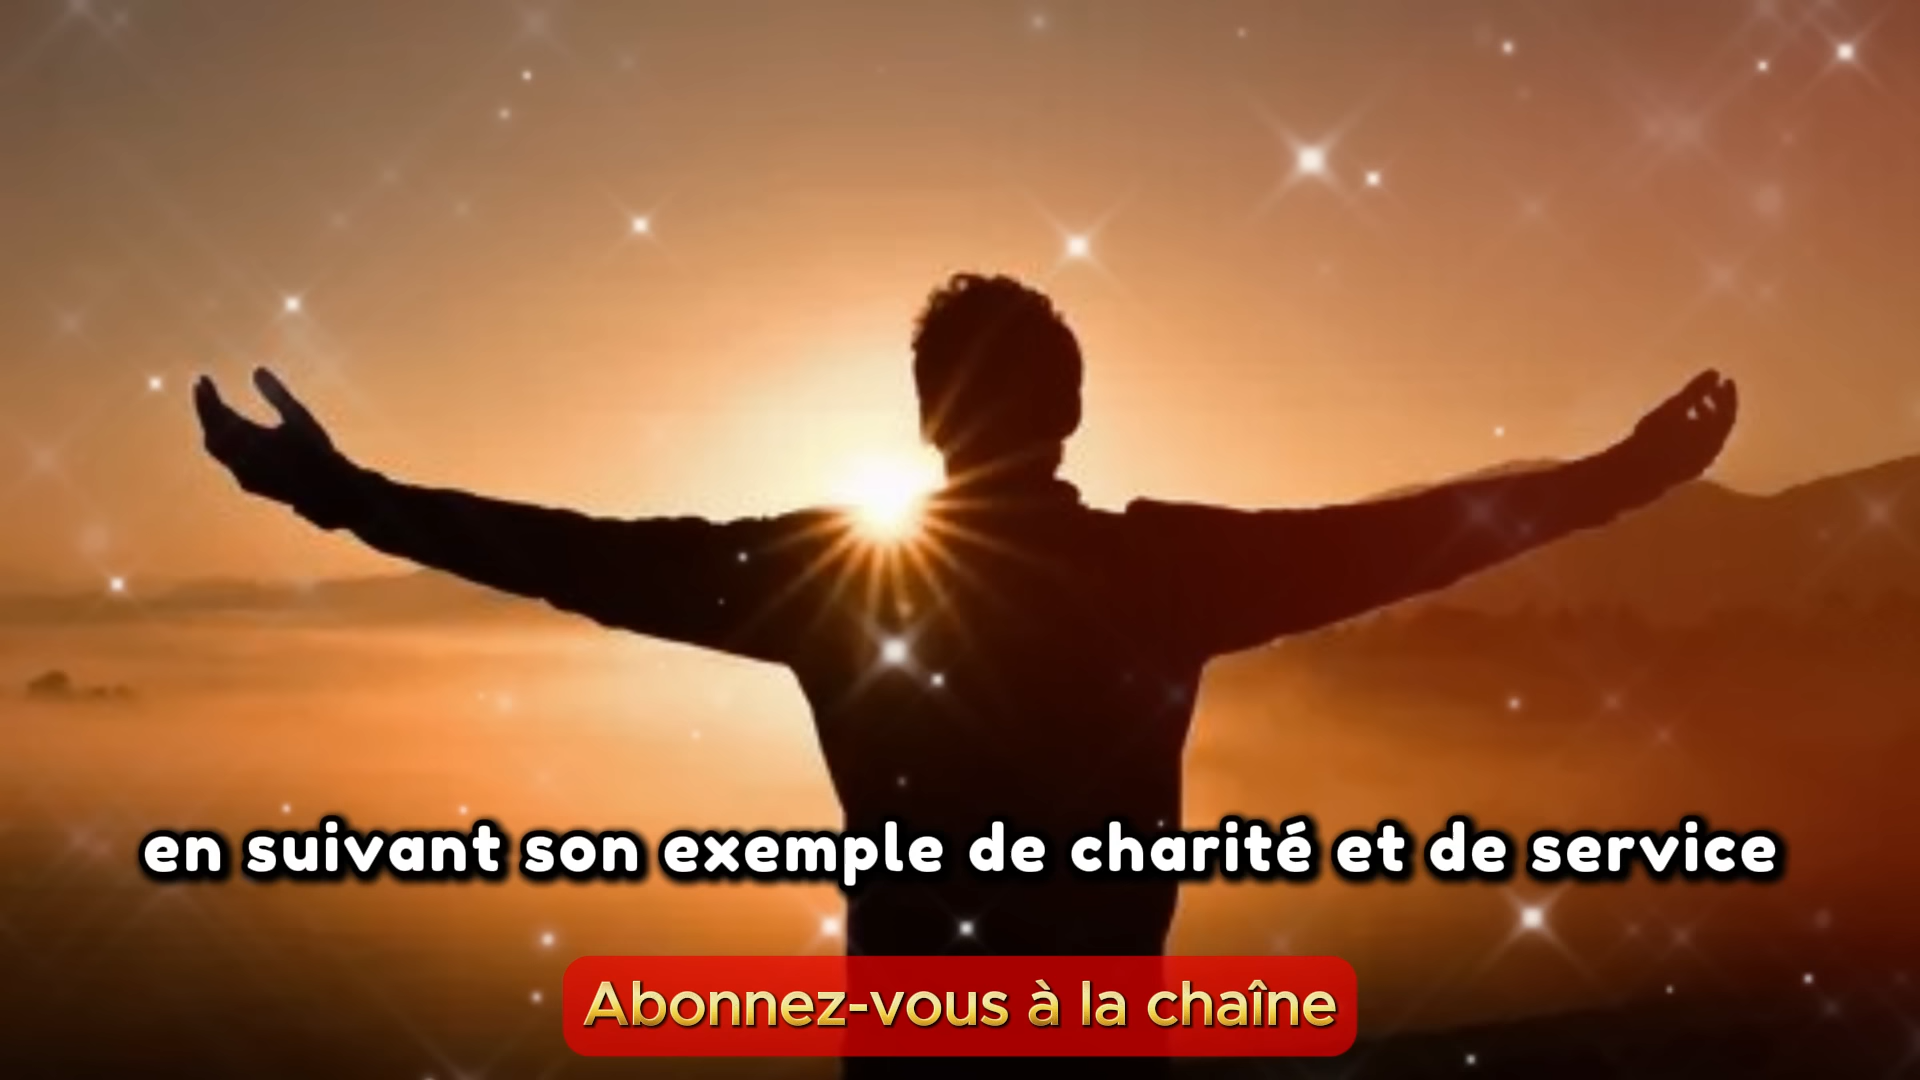 en suivant son exemple de charité et de service
Abonnez-vous à la chaîne